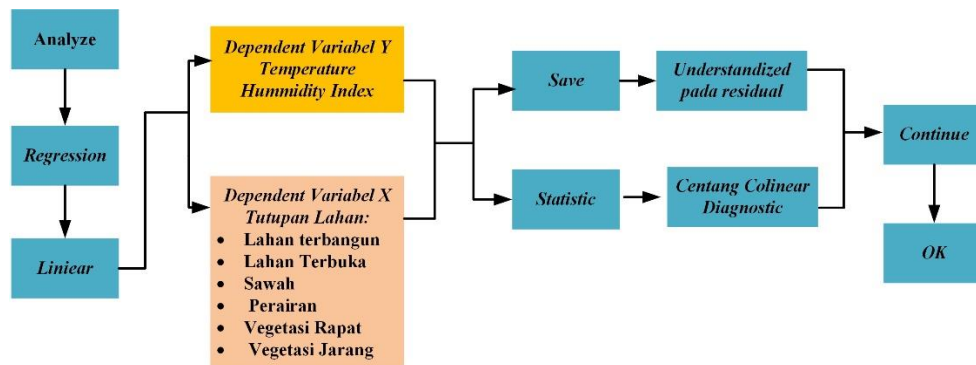 Analyze
Regression
Liniear
Dependent Variabel Y
Temperature
Hummidity Index
Dependent Variabel X
Tutupan Lahan:
• Lahan terbangun
• Lahan Terbuka
• Sawah
• Perairan
• Vegetasi Rapat
• Vegetasi Jarang
Save
Understandized
pada residual
Statistic
Centang Colinear
Diagnostic
Continue
OK